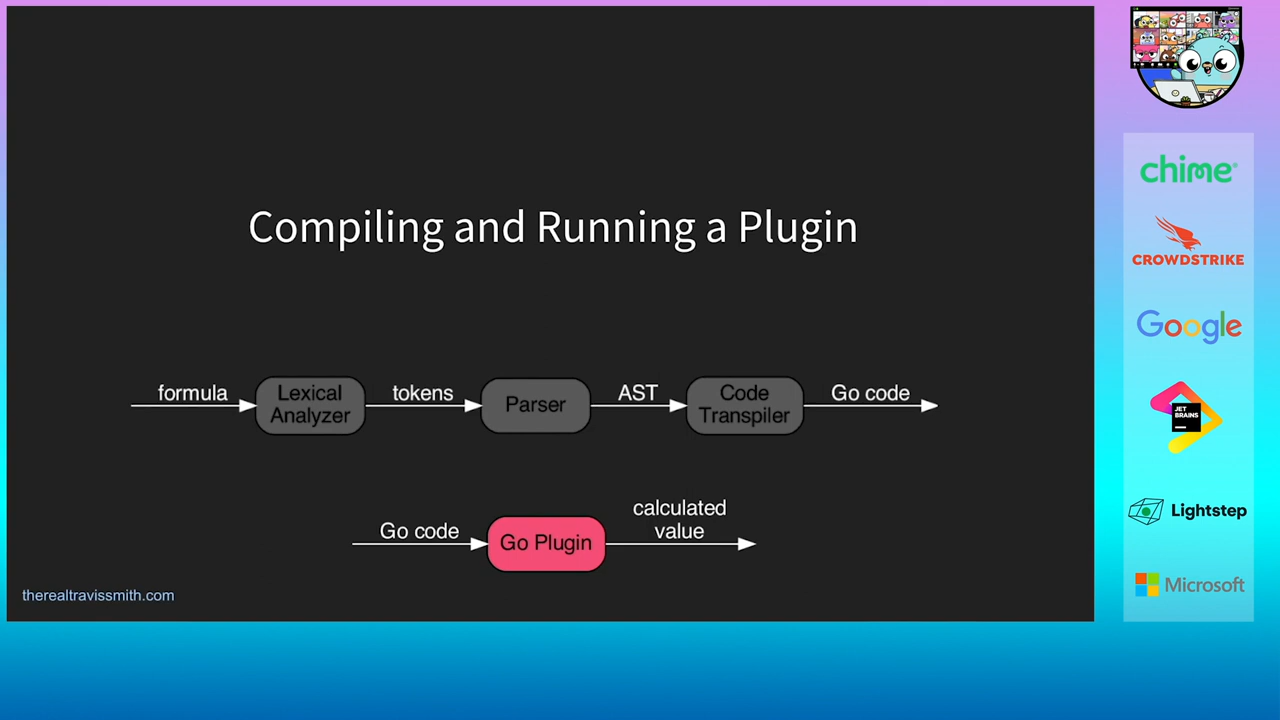 Compiling and Running a Plugin
formula
Lexical
Analyzer
tokens
Parser
AST
Code
Transpiler
Go code
Go code
Go Plugin
calculated
value
therealtravissmith.com
chime®
CROWDSTRIKE
Google
JET
BRAINS
Lightstep
Microsoft